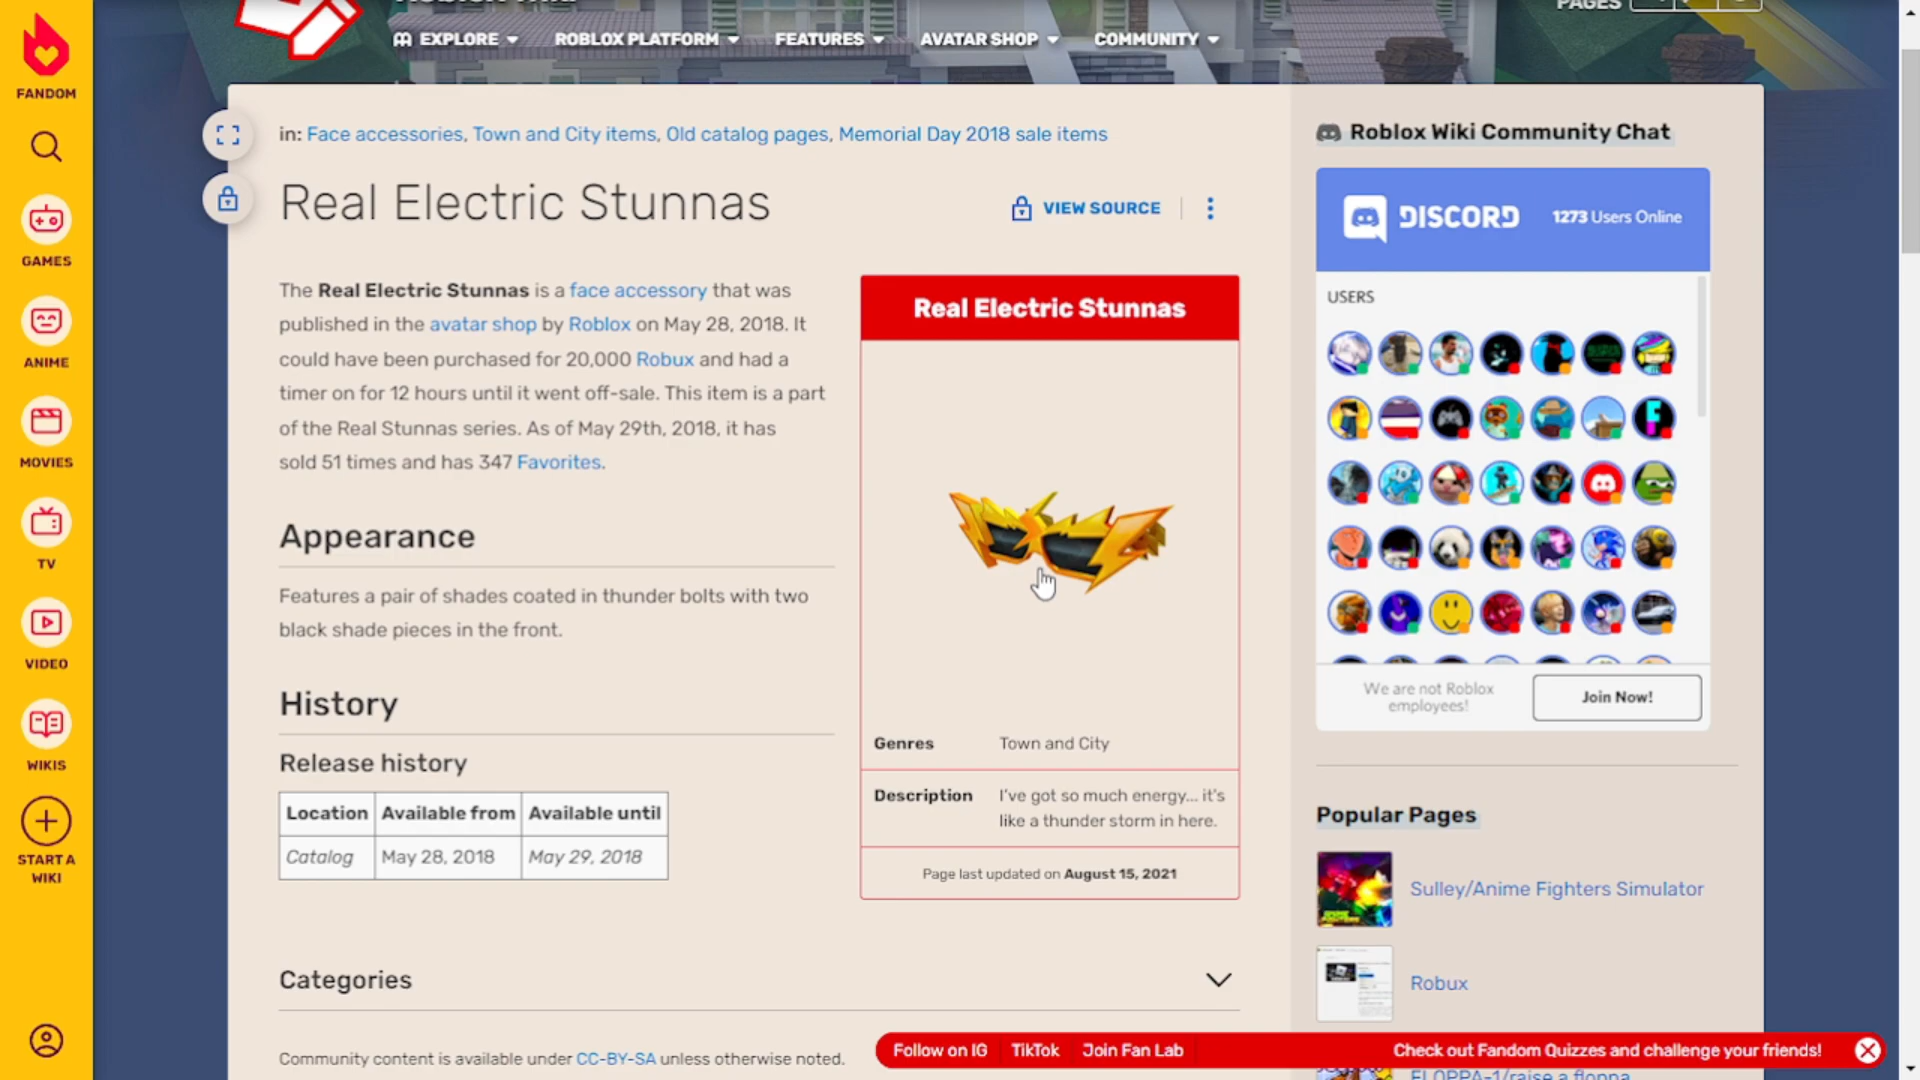 PAGES
FANDOM
GAMES
ANIME
MOVIES
TV
VIDEO
WIKIS
START A
WIKI
EXPLORE
ROBLOX PLATFORM
FEATURES
AVATAR SHOP
COMMUNITY
in: Face accessories, Town and City items, Old catalog pages, Memorial Day 2018 sale items
Real Electric Stunnas
VIEW SOURCE
The Real Electric Stunnas is a face accessory that was
published in the avatar shop by Roblox on May 28, 2018. It
could have been purchased for 20,000 Robux and had a
timer on for 12 hours until it went off-sale. This item is a part
of the Real Stunnas series. As of May 29th, 2018, it has
sold 51 times and has 347 Favorites.
Appearance
Features a pair of shades coated in thunder bolts with two
black shade pieces in the front.
History
Release history
Location Available from Available until
Catalog May 28, 2018 May 29, 2018
Real Electric Stunnas
Genres Town and City
Description I've got so much energy... it's
like a thunder storm in here.
Page last updated on August 15, 2021
Categories
Community content is available under CC-BY-SA unless otherwise noted.
Roblox Wiki Community Chat
DISCORD 1273 Users Online
USERS
We are not Roblox
employees!
Join Now!
Popular Pages
Sulley/Anime Fighters Simulator
Robux
FLOPPA-1/raise a floppa
Follow on IG TikTok Join Fan Lab Check out Fandom Quizzes and challenge your friends!